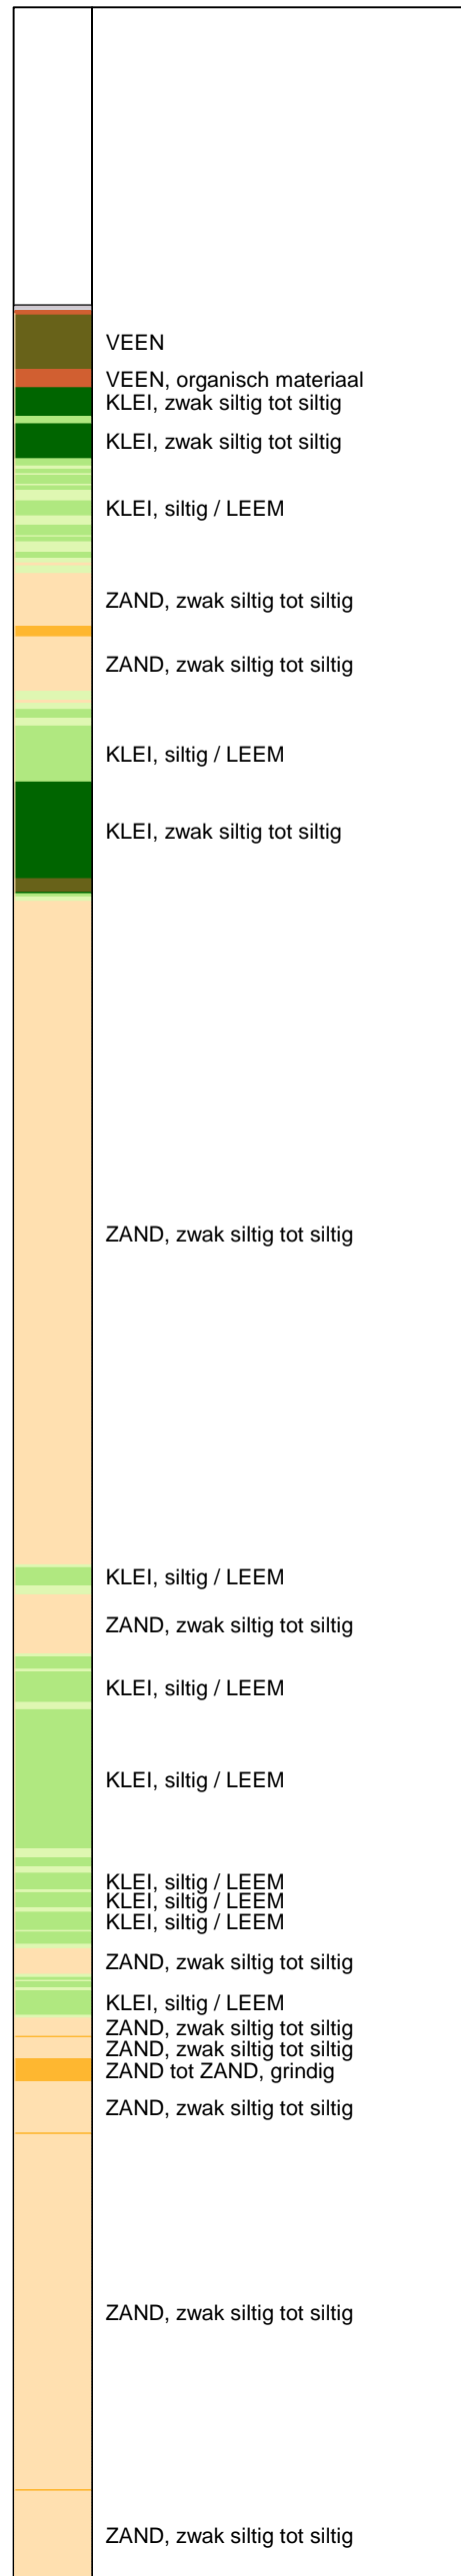 VEEN
VEEN, organisch materiaal
KLEI, zwak siltig tot siltig
KLEI, zwak siltig tot siltig
KLEI, siltig / LEEM
ZAND, zwak siltig tot siltig
ZAND, zwak siltig tot siltig
KLEI, siltig / LEEM
KLEI, zwak siltig tot siltig
ZAND, zwak siltig tot siltig
KLEI, siltig / LEEM
ZAND, zwak siltig tot siltig
KLEI, siltig / LEEM
KLEI, siltig / LEEM
KLEI, siltig / LEEM
KLEI, siltig / LEEM
KLEI, siltig / LEEM
ZAND, zwak siltig tot siltig
KLEI, siltig / LEEM
ZAND, zwak siltig tot siltig
ZAND, zwak siltig tot siltig
ZAND tot ZAND, grindig
ZAND, zwak siltig tot siltig
ZAND, zwak siltig tot siltig
ZAND, zwak siltig tot siltig